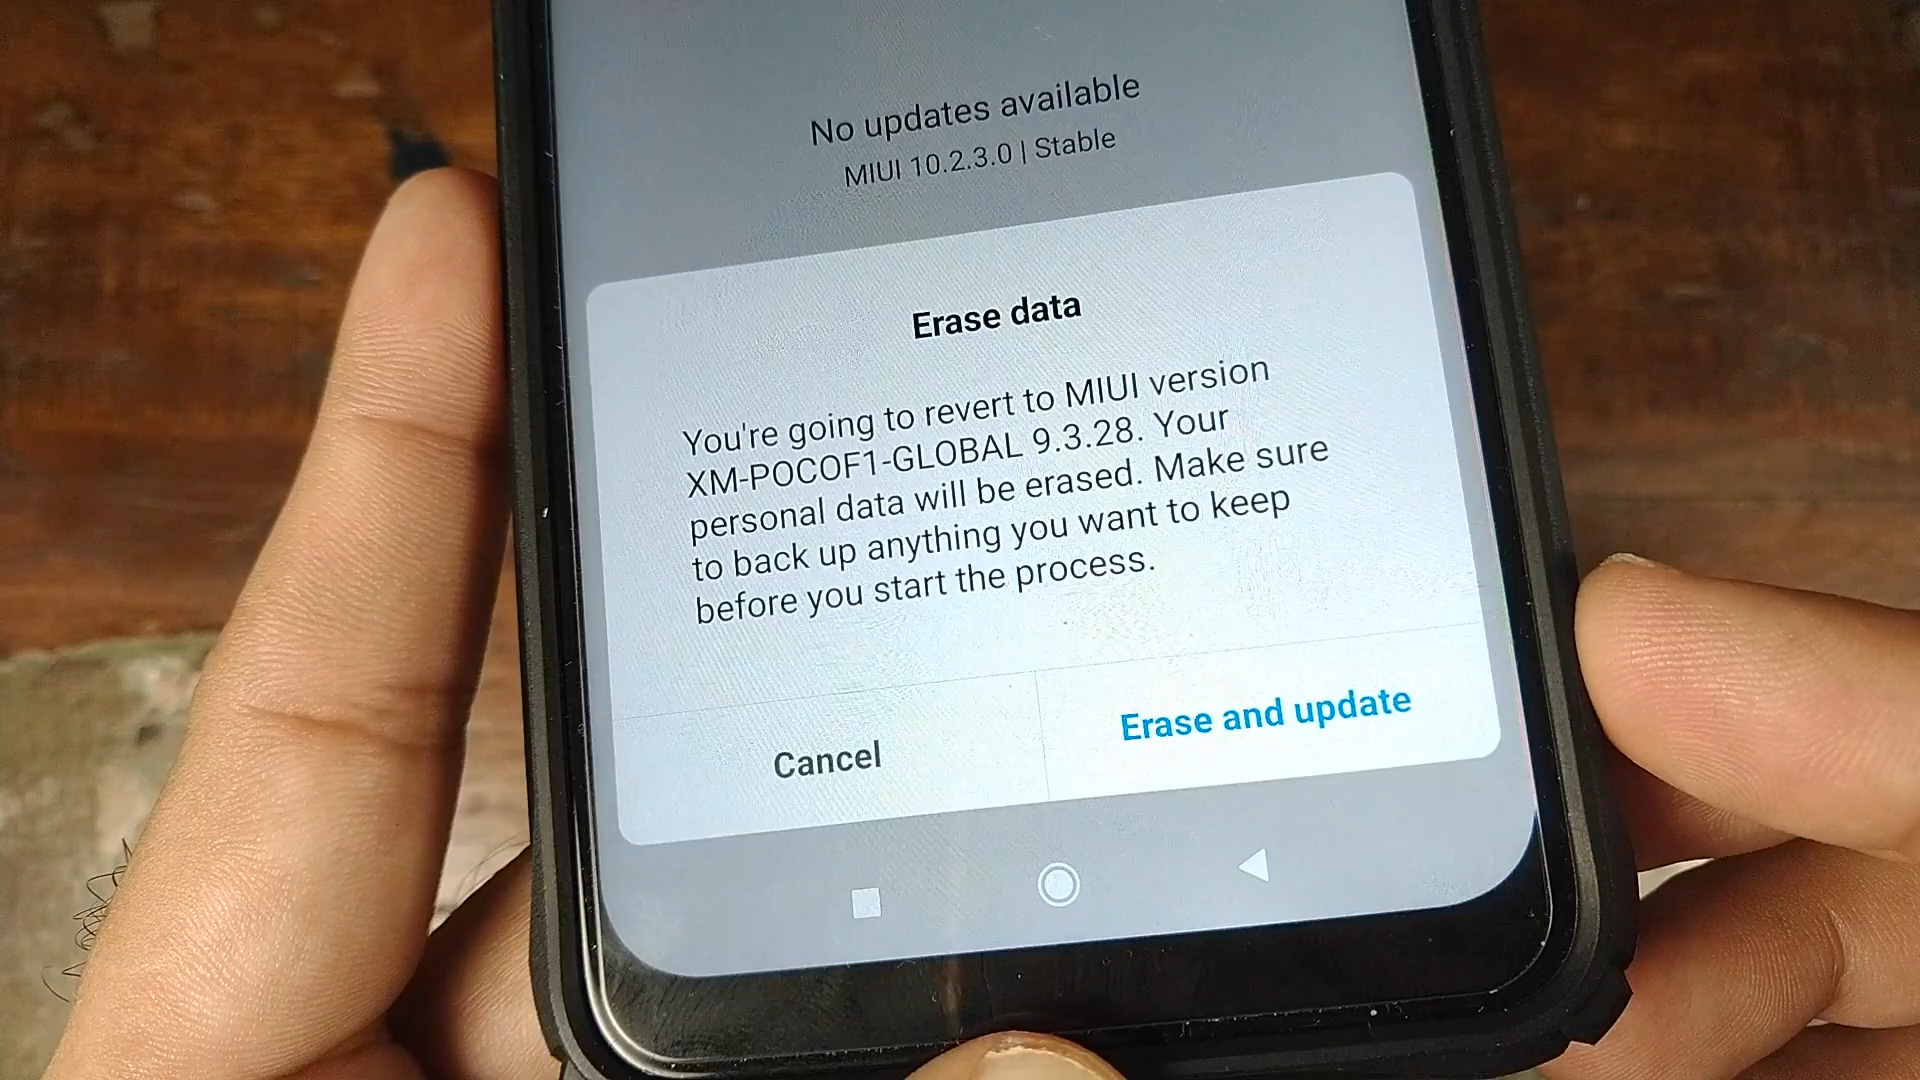 No updates available
MIUI 10.2.3.0 | Stable
Erase data
You're going to revert to MIUI version
XM-POCOF1-GLOBAL 9.3.28. Your
personal data will be erased. Make sure
to back up anything you want to keep
before you start the process.
Cancel
Erase and update